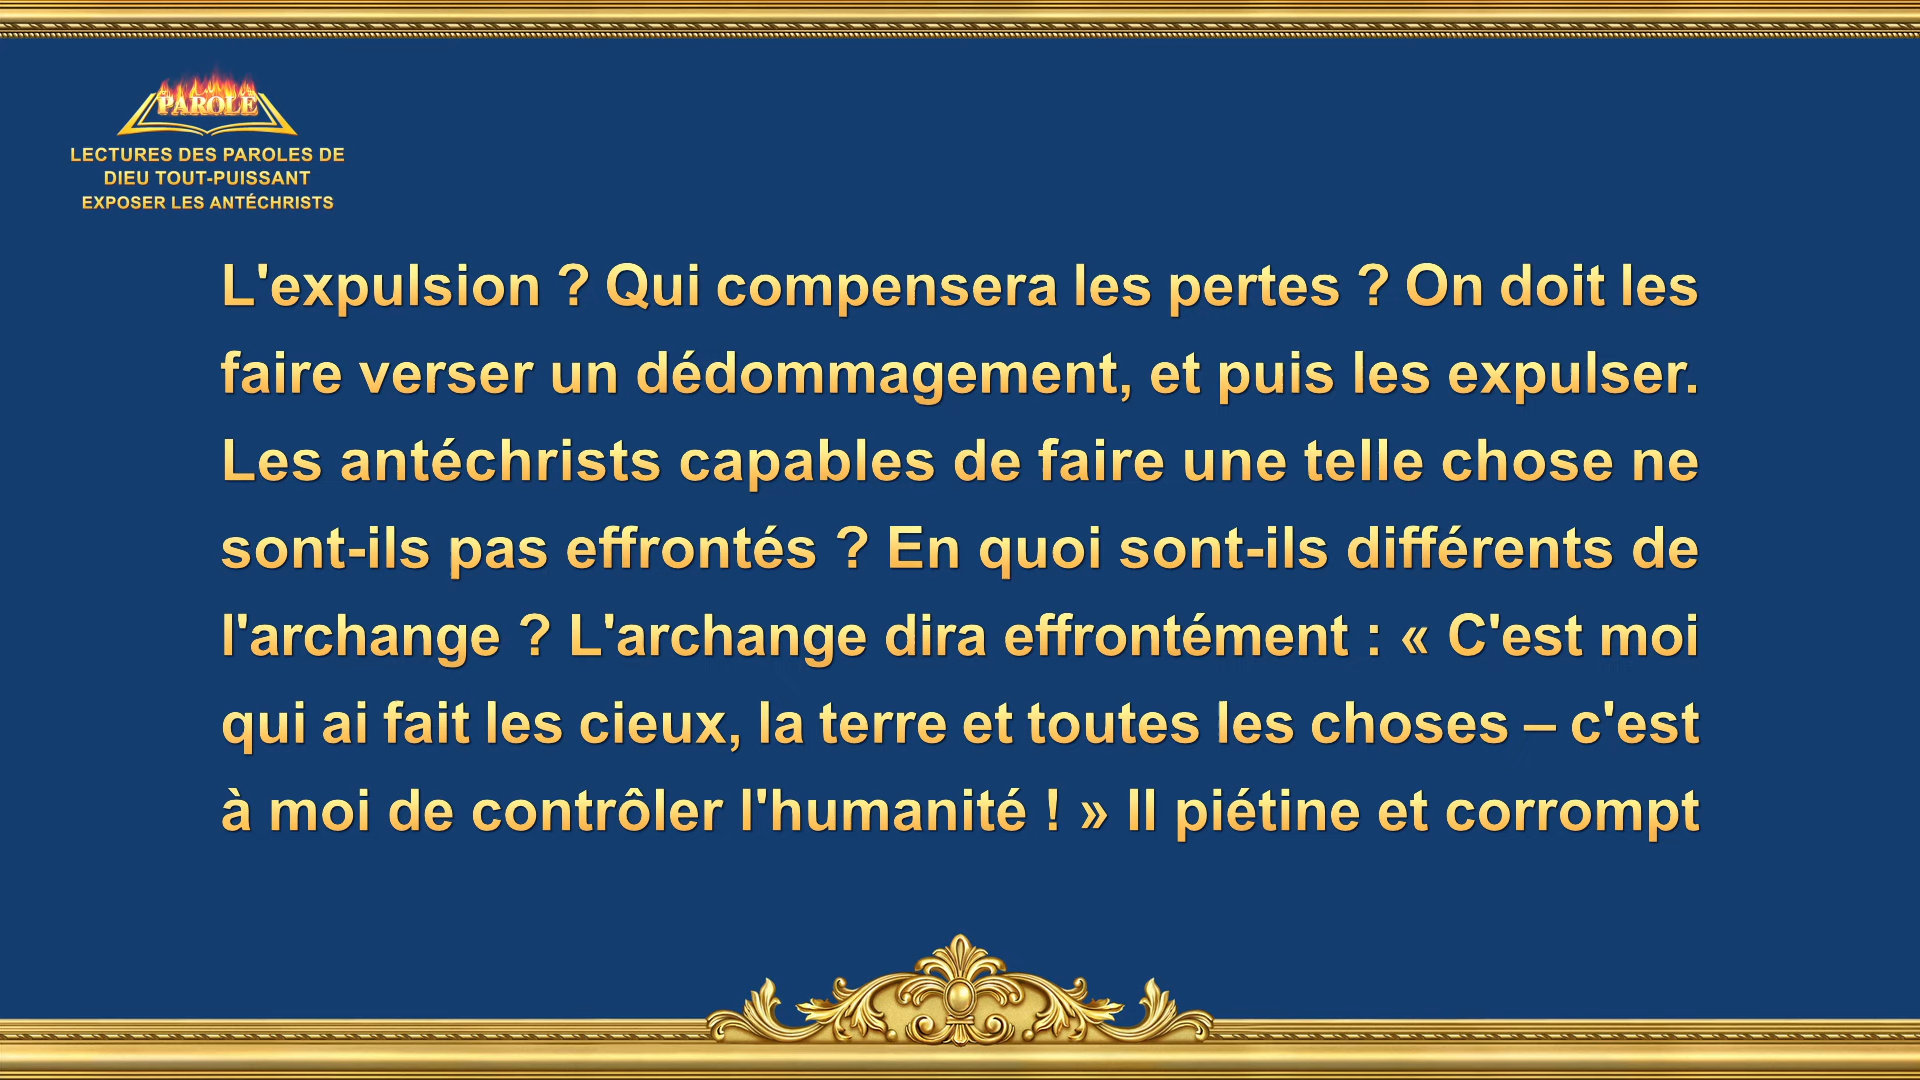 PAROLE
LECTURES DES PAROLES DE
DIEU TOUT-PUISSANT
EXPOSER LES ANTÉCHRISTS
L'expulsion ? Qui compensera les pertes ? On doit les
faire verser un dédommagement, et puis les expulser.
Les antéchrists capables de faire une telle chose ne
sont-ils pas effrontés ? En quoi sont-ils différents de
l'archange ? L'archange dira effrontément : « C'est moi
qui ai fait les cieux, la terre et toutes les choses – c'est
à moi de contrôler l'humanité ! » Il piétine et corrompt